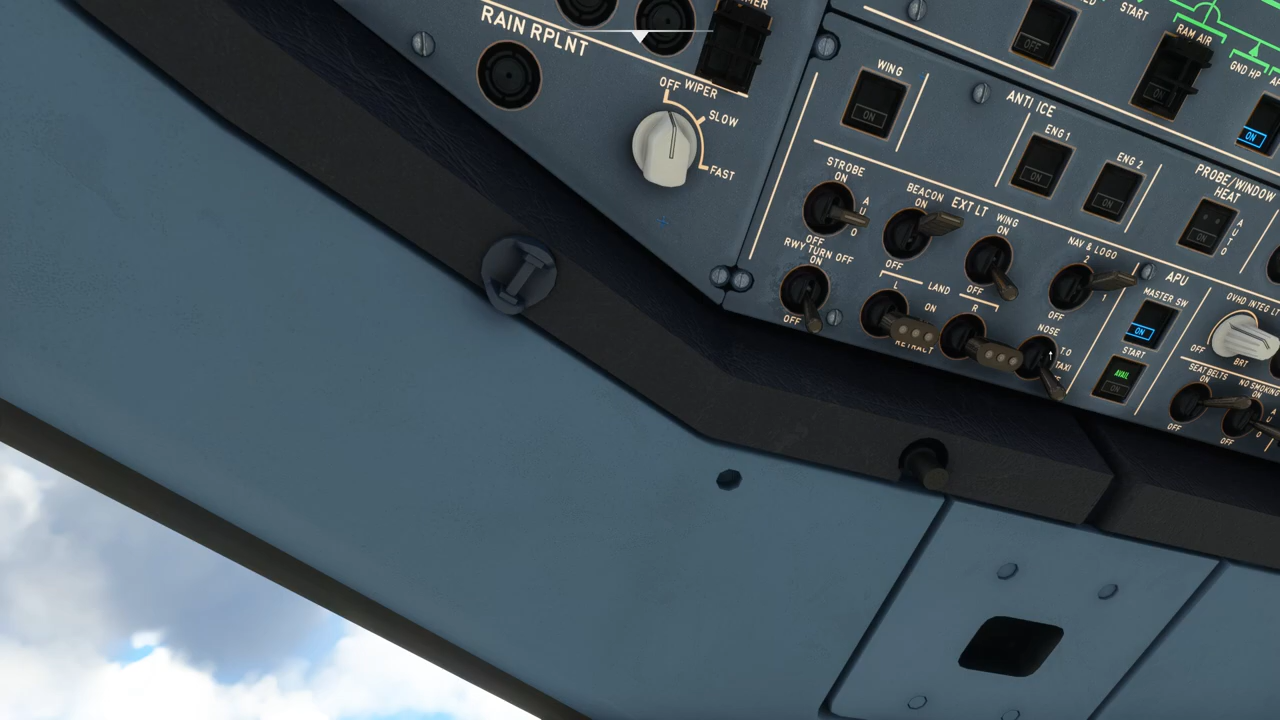 RAIN RPLNT
OFF WIPER
SLOW
FAST
OFF
START
RAM AIR
ON
GND HP
ON
WING
ON
ANTI ICE
ENG 1
ON
ENG 2
ON
PROBE/WINDOW
HEAT
AUTO
STROBE
ON
AUTO
OFF
BEACON
ON
OFF
EXT LT
WING
ON
OFF
NAV & LOGO
2
1
OFF
RWY TURN OFF
ON
OFF
L LAND R
ON
RETRACT
NOSE
T.O
TAXI
APU
MASTER SW
ON
START
AVAIL
ON
OVHD INTEG LT
OFF
BRT
SEAT BELTS
ON
OFF
NO SMOKING
ON